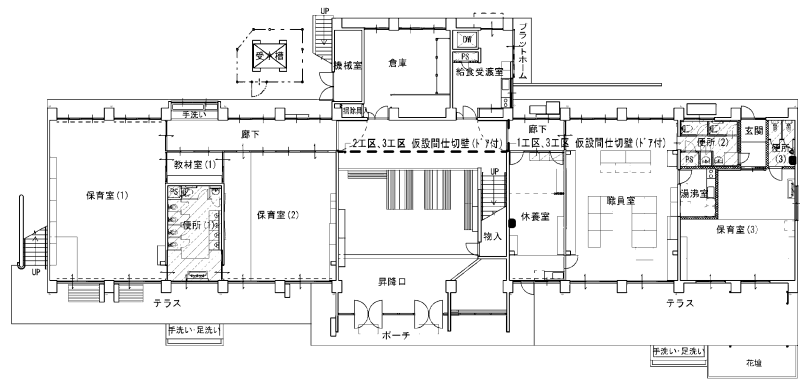 UP
受水槽
機械室
倉庫
DW
PS
給食受渡室
プラットホーム
掃除用
手洗い
廊下
2工区、3工区 仮設間仕切壁(ドア付)
廊下
1工区、3工区 仮設間仕切壁(ドア付)
便所(2)
玄関
便所(3)
PS
教材室(1)
保育室(1)
PS
便所(1)
保育室(2)
UP
物入
休養室
職員室
湯沸室
保育室(3)
UP
昇降口
テラス
ポーチ
テラス
手洗い・足洗い
手洗い・足洗い
花壇